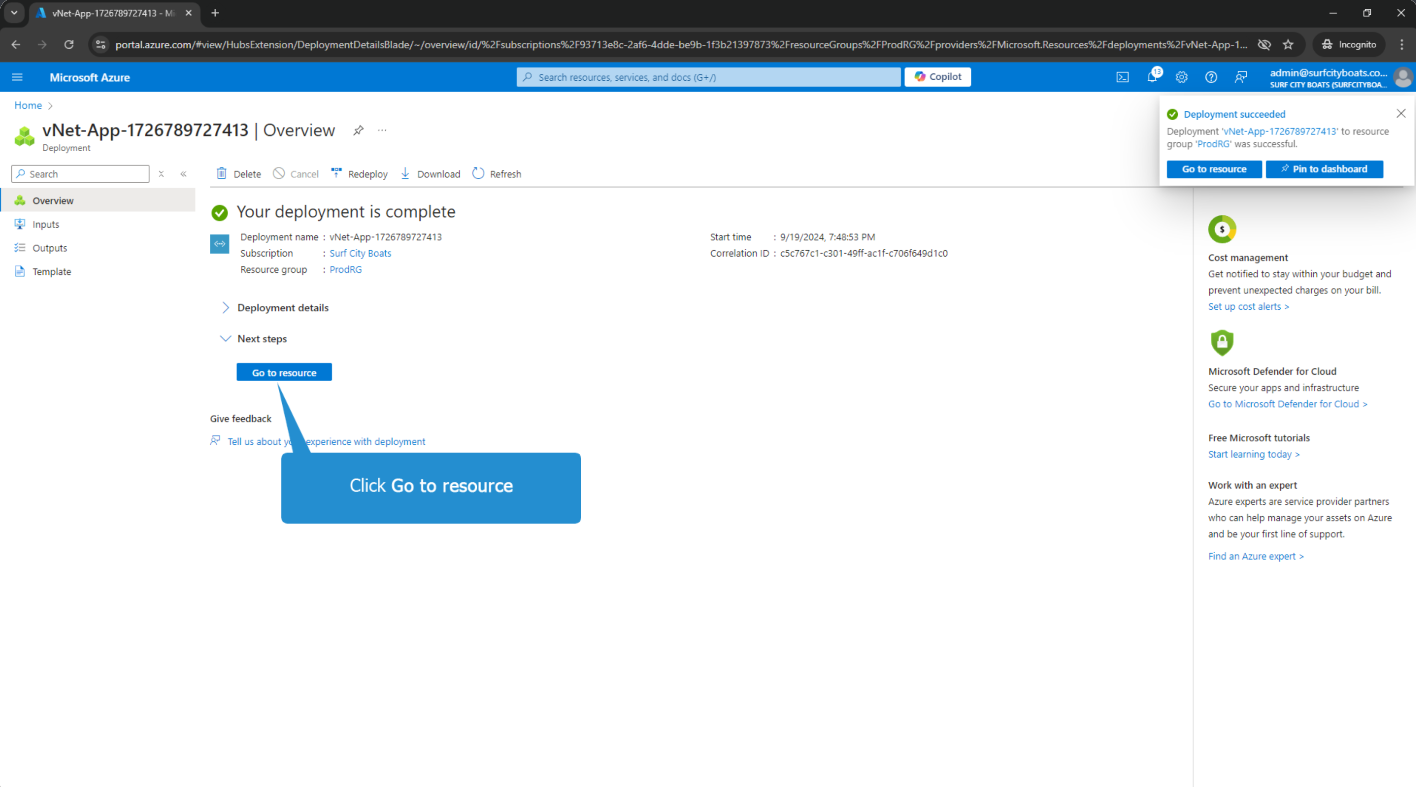 vNet-App-1726789727413 - Mi
portal.azure.com/#view/HubsExtension/DeploymentDetailsBlade/~/overview/id/%2Fsubscriptions%2F93713e8c-2af6-4dde-be9b-1f3b21397873%2FresourceGroups%2FProdRG%2Fproviders%2FMicrosoft.Resources%2Fdeployments%2FvNet-App-1...
Incognito
Microsoft Azure
Search resources, services, and docs (G+/)
Copilot
13
admin@surfcityboats.co...
SURF CITY BOATS (SURFCITYBOA...
Home
vNet-App-1726789727413 | Overview
...
Deployment
Search
Overview
Inputs
Outputs
Template
Delete
Cancel
Redeploy
Download
Refresh
Your deployment is complete
Deployment name : vNet-App-1726789727413
Subscription : Surf City Boats
Resource group : ProdRG
Start time : 9/19/2024, 7:48:53 PM
Correlation ID : c5c767c1-c301-49ff-ac1f-c706f649d1c0
Deployment details
Next steps
Go to resource
Give feedback
Tell us about yo experience with deployment
Click Go to resource
Deployment succeeded
Deployment 'vNet-App-1726789727413' to resource
group 'ProdRG' was successful.
Go to resource
Pin to dashboard
$
Cost management
Get notified to stay within your budget and
prevent unexpected charges on your bill.
Set up cost alerts >
Microsoft Defender for Cloud
Secure your apps and infrastructure
Go to Microsoft Defender for Cloud >
Free Microsoft tutorials
Start learning today >
Work with an expert
Azure experts are service provider partners
who can help manage your assets on Azure
and be your first line of support.
Find an Azure expert >